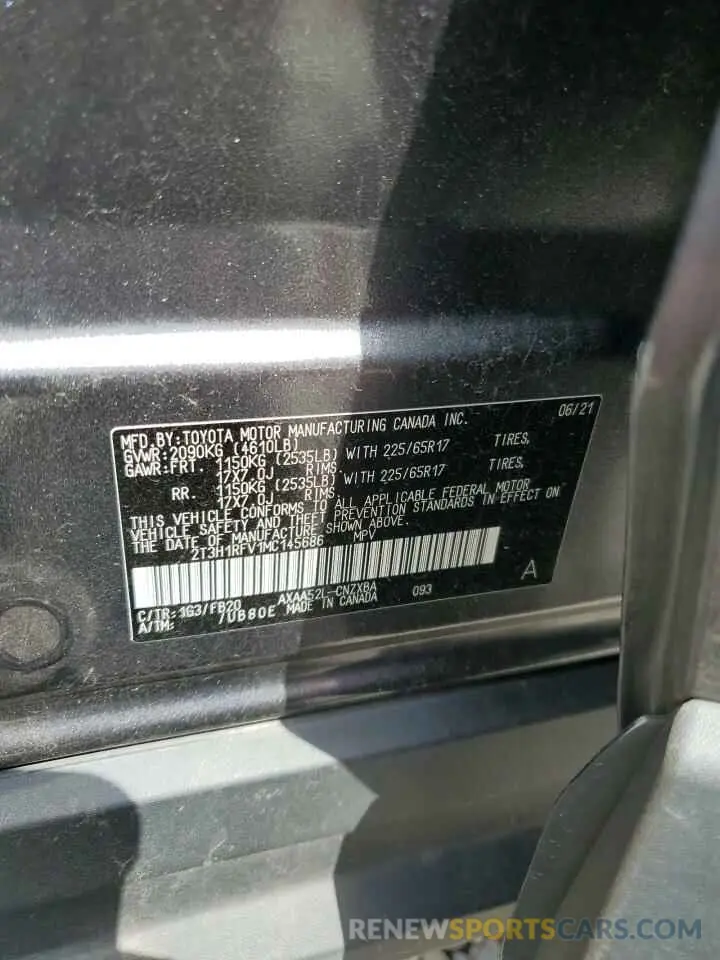 MFD.BY:TOYOTA MOTOR MANUFACTURING CANADA INC. 06/21
GVWR:2090KG (4610LB)
GAWR:FRT. 1150KG (2535LB) WITH 225/65R17 TIRES,
17X7.0J RIMS.
RR. 1150KG (2535LB) WITH 225/65R17 TIRES,
17X7.0J RIMS.
THIS VEHICLE CONFORMS TO ALL APPLICABLE FEDERAL MOTOR
VEHICLE SAFETY AND THEFT PREVENTION STANDARDS IN EFFECT ON
THE DATE OF MANUFACTURE SHOWN ABOVE.
2T3H1RFV1MC145686 MPV
A
C/TR:1G3/FB20 AXAA52L-CNZXBA 093
A/TM: /UB80E MADE IN CANADA
RENEWSPORTSCARS.COM